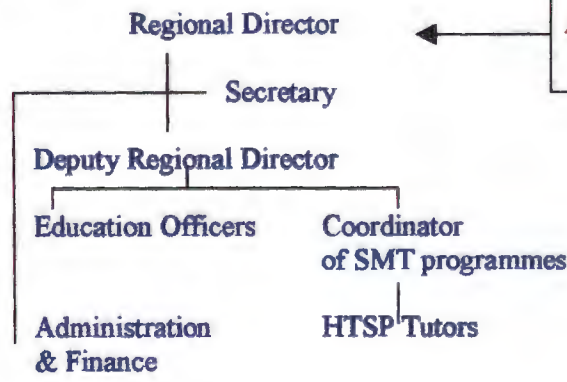 Regional Director
Secretary
Deputy Regional Director
Education Officers
Coordinator
of SMT programmes
Administration
& Finance
HTSP Tutors